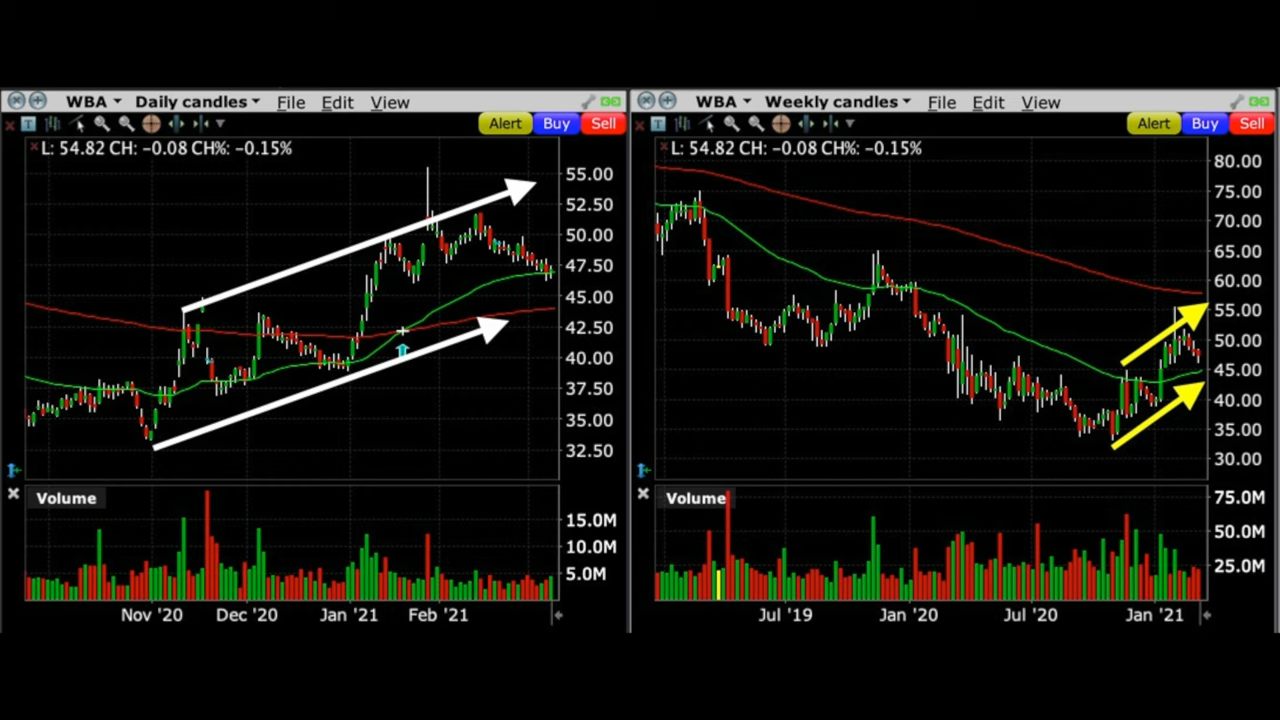 WBA Daily candles File Edit View
T Alert Buy Sell
L: 54.82 CH: −0.08 CH%: −0.15%
55.00
52.50
50.00
47.50
45.00
42.50
40.00
37.50
35.00
32.50
Volume
15.0M
10.0M
5.0M
Nov '20 Dec '20 Jan '21 Feb '21
WBA Weekly candles File Edit View
T Alert Buy Sell
L: 54.82 CH: −0.08 CH%: −0.15%
80.00
75.00
70.00
65.00
60.00
55.00
50.00
45.00
40.00
35.00
30.00
Volume
75.0M
50.0M
25.0M
Jul '19 Jan '20 Jul '20 Jan '21